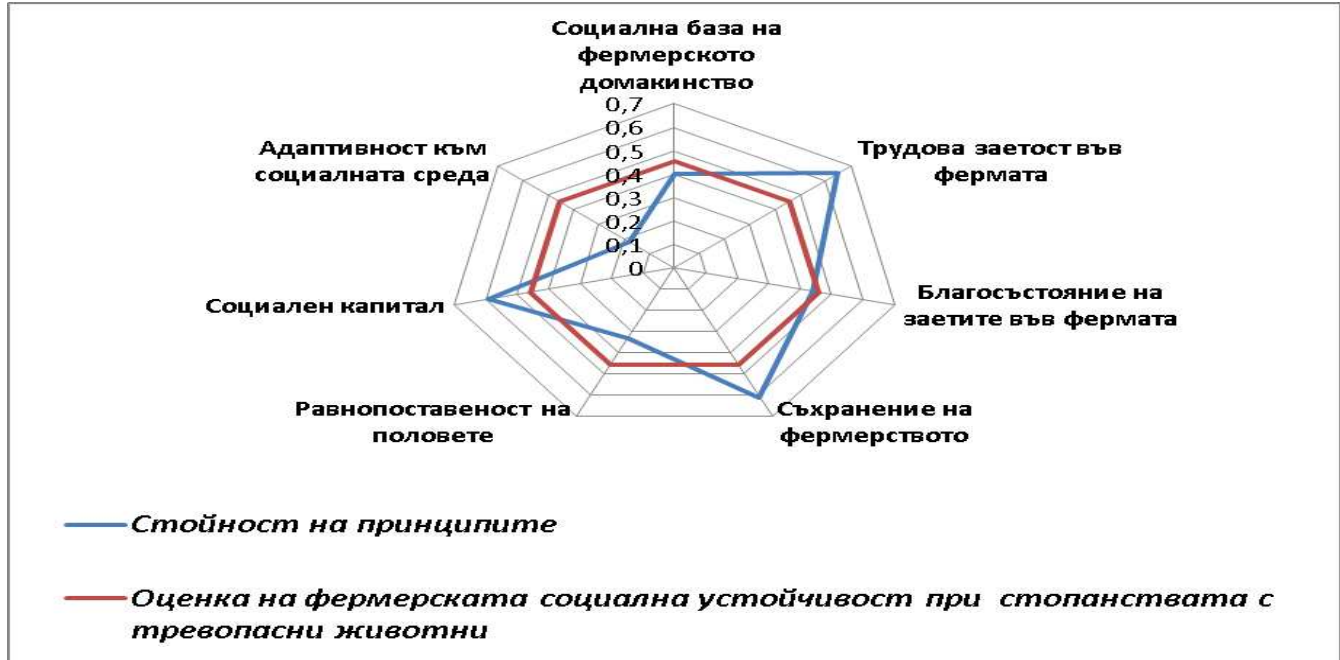 Социална база на
фермерското
домакинство
0,7
0,6
0,5
0,4
0,3
0,2
0,1
0
Трудова заетост във
фермата
Благосъстояние на
заетите във фермата
Съхранение на
фермерството
Равнопоставеност на
половете
Социален капитал
Адаптивност към
социалната среда
Стойност на принципите
Оценка на фермерската социална устойчивост при стопанствата с
тревопасни животни